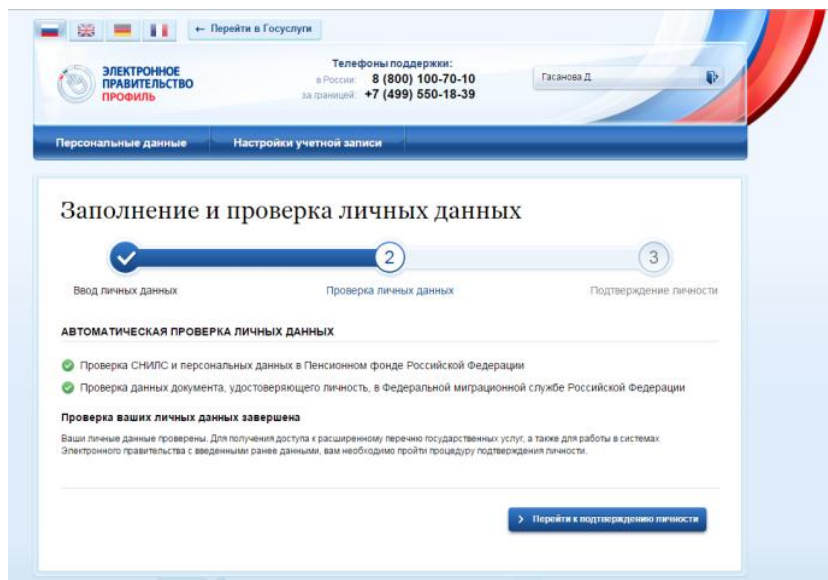 ← Перейти в Госуслуги
ЭЛЕКТРОННОЕ
ПРАВИТЕЛЬСТВО
ПРОФИЛЬ
Телефоны поддержки:
в России: 8 (800) 100-70-10
за границей: +7 (499) 550-18-39
Гасанова Д.
Персональные данные Настройки учетной записи
Заполнение и проверка личных данных
2 3
Ввод личных данных Проверка личных данных Подтверждение личности
АВТОМАТИЧЕСКАЯ ПРОВЕРКА ЛИЧНЫХ ДАННЫХ
Проверка СНИЛС и персональных данных в Пенсионном фонде Российской Федерации
Проверка данных документа, удостоверяющего личность, в Федеральной миграционной службе Российской Федерации
Проверка ваших личных данных завершена
Ваши личные данные проверены. Для получения доступа к расширенному перечню государственных услуг, а также для работы в системах
Электронного правительства с введенными ранее данными, вам необходимо пройти процедуру подтверждения личности.
Перейти к подтверждению личности